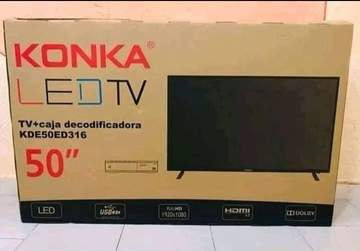 KONKA
LEDTV
TV+caja decodificadora
KDE50ED316
50"
LED
USB
FULL HD
1920x1080
HDMI
DOLBY